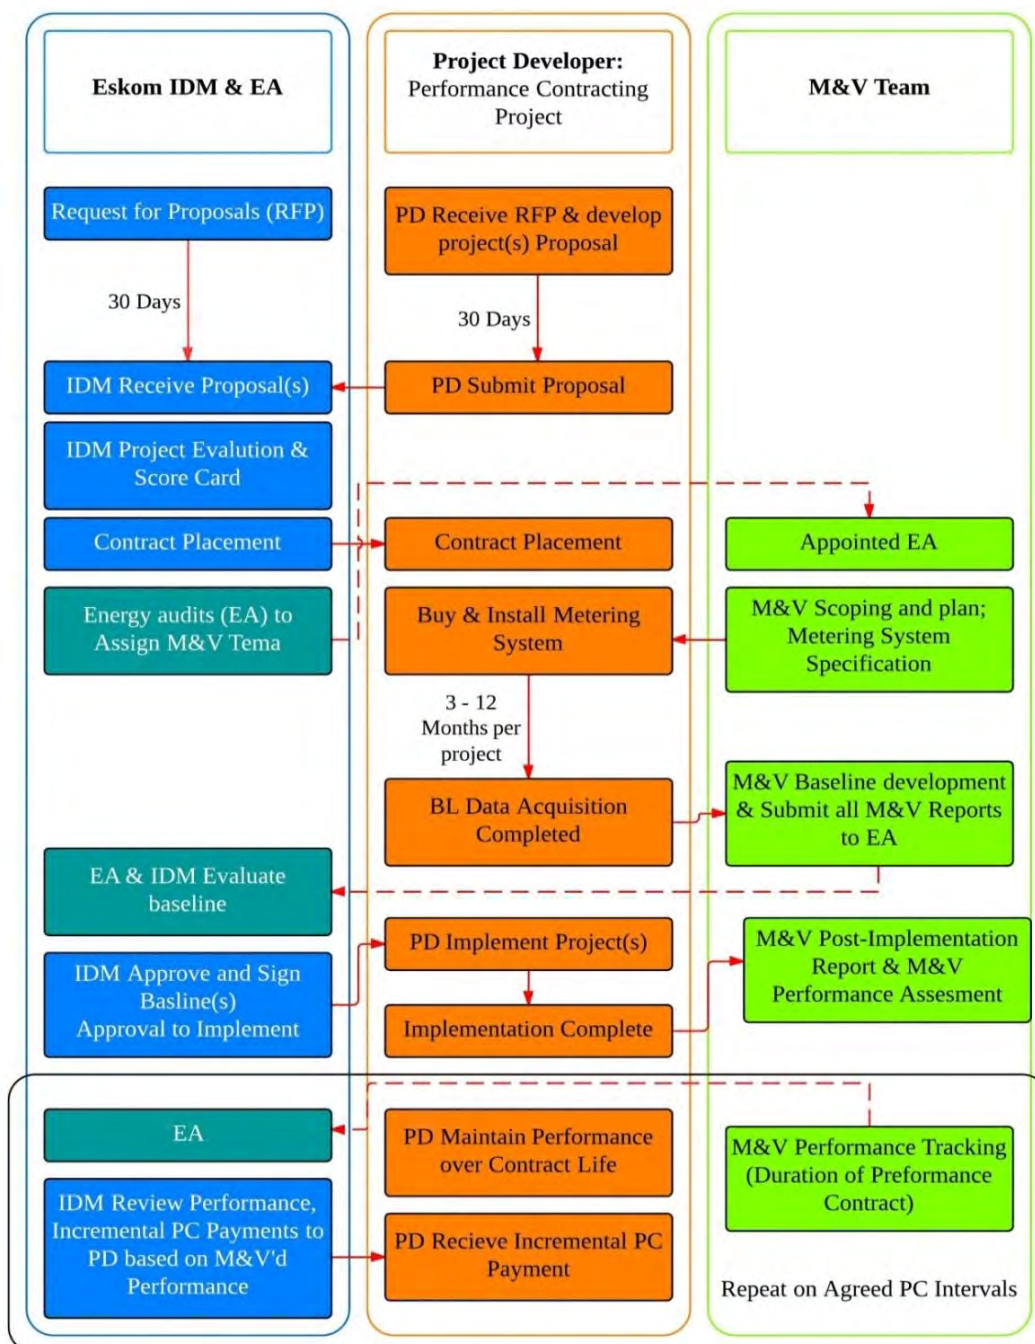 Eskom IDM & EA
Project Developer:
Performance Contracting
Project
M&V Team
Request for Proposals (RFP)
PD Receive RFP & develop
project(s) Proposal
30 Days
30 Days
IDM Receive Proposal(s)
PD Submit Proposal
IDM Project Evalution &
Score Card
Contract Placement
Contract Placement
Appointed EA
Energy audits (EA) to
Assign M&V Tema
Buy & Install Metering
System
M&V Scoping and plan;
Metering System
Specification
3 - 12
Months per
project
BL Data Acquisition
Completed
M&V Baseline development
& Submit all M&V Reports
to EA
EA & IDM Evaluate
baseline
PD Implement Project(s)
M&V Post-Implementation
Report & M&V
Performance Assesment
IDM Approve and Sign
Basline(s)
Approval to Implement
Implementation Complete
EA
PD Maintain Performance
over Contract Life
M&V Performance Tracking
(Duration of Preformance
Contract)
IDM Review Performance,
Incremental PC Payments to
PD based on M&V'd
Performance
PD Recieve Incremental PC
Payment
Repeat on Agreed PC Intervals